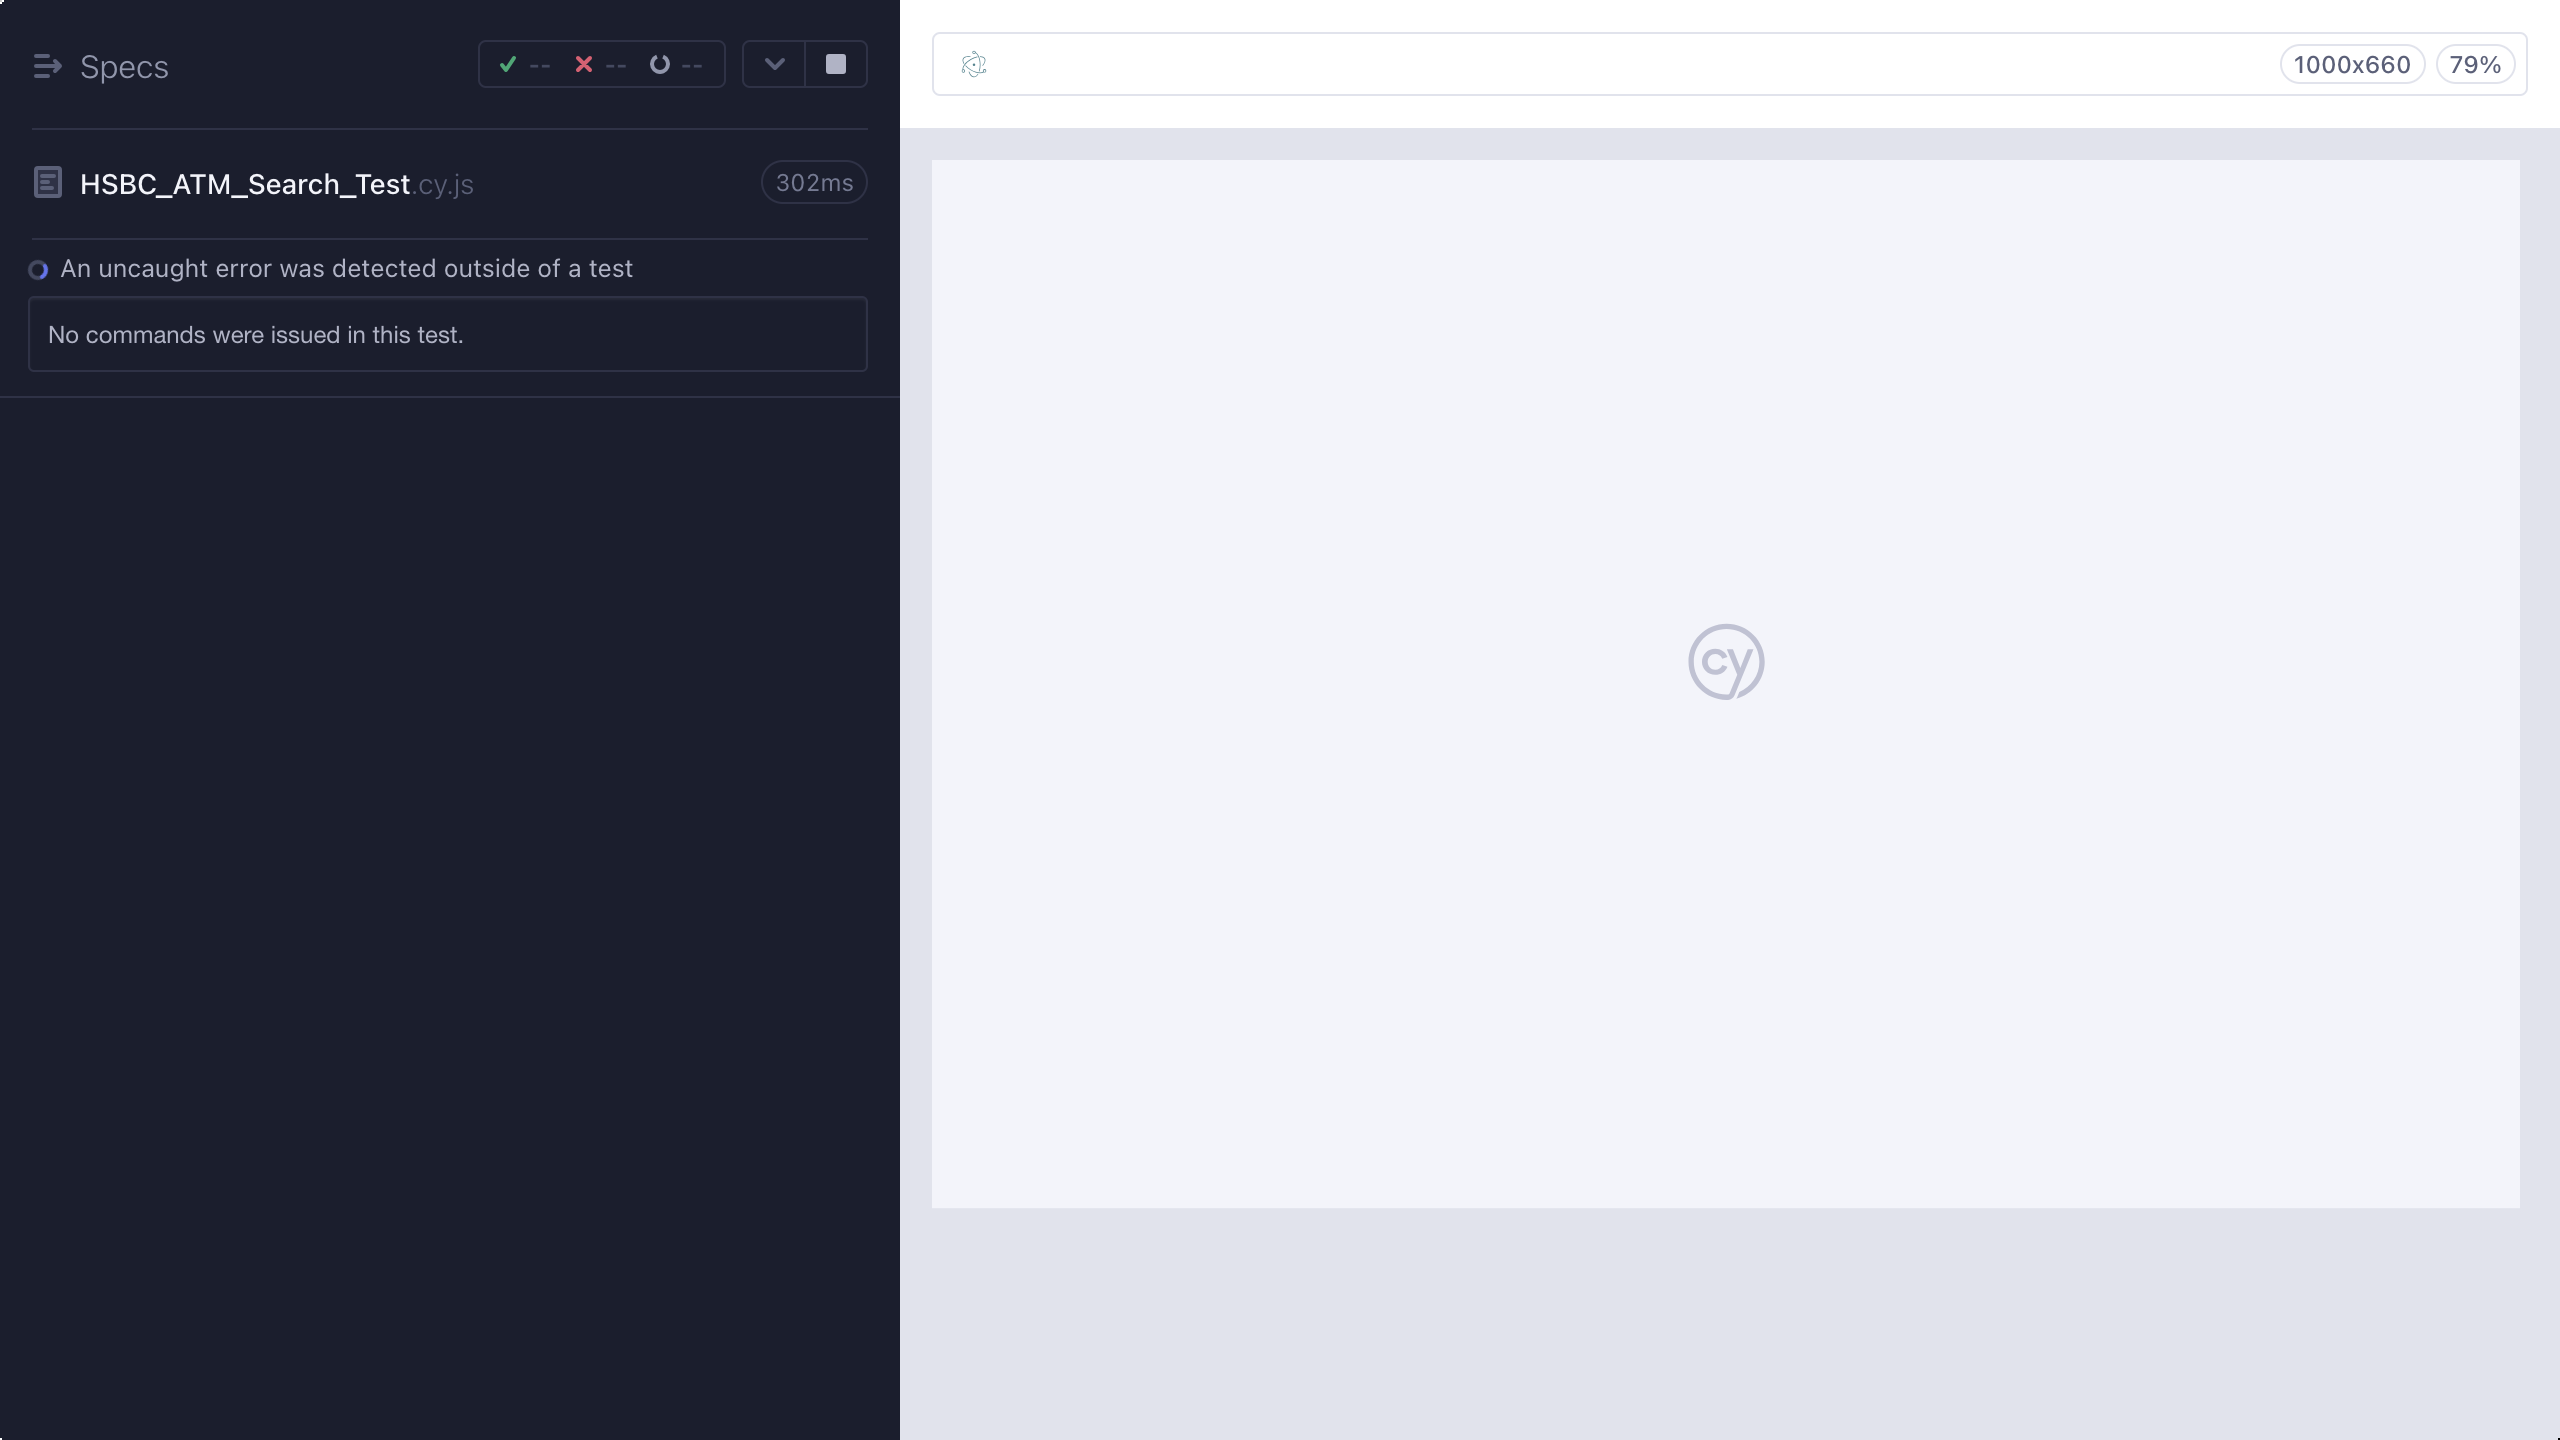 Specs
-- -- --
HSBC_ATM_Search_Test.cy.js
302ms
An uncaught error was detected outside of a test
No commands were issued in this test.
1000x660
79%
cy